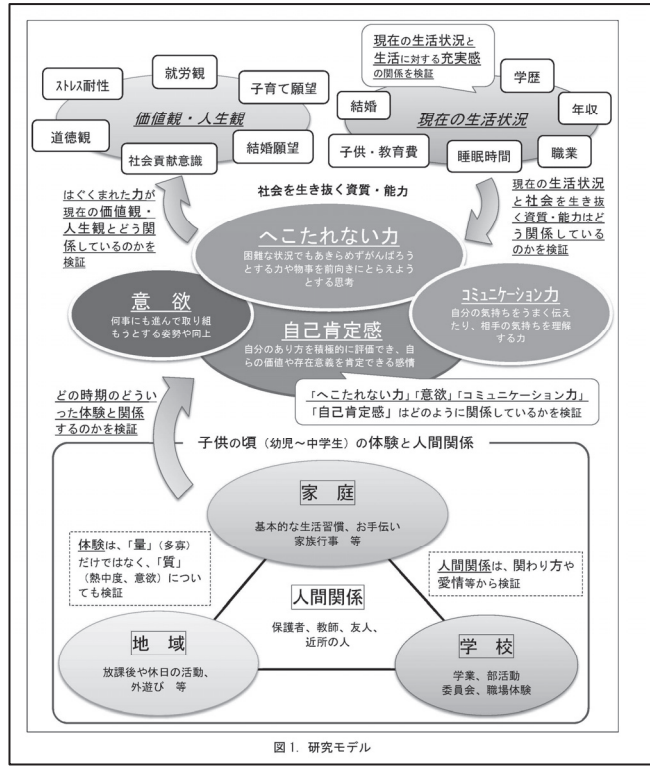 現在の生活状況と
生活に対する充実感
の関係を検証
ストレス耐性
就労観
子育て願望
価値観・人生観
道徳観
社会貢献意識
結婚願望
学歴
結婚
年収
現在の生活状況
子供・教育費
睡眠時間
職業
はぐくまれた力が
現在の価値観・
人生観とどう関
係しているのかを
検証
社会を生き抜く資質・能力
現在の生活状況
と社会を生き抜
く資質・能力はど
う関係している
のかを検証
へこたれない力
困難な状況でもあきらめずがんばろう
とする力や物事を前向きにとらえよう
とする思考
意欲
何事にも進んで取り組
もうとする姿勢や向上
コミュニケーション力
自分の気持ちをうまく伝え
たり、相手の気持ちを理解
する力
自己肯定感
自分のあり方を積極的に評価でき、自
らの価値や存在意義を肯定できる感情
どの時期のどうい
った体験と関係
するのかを検証
「へこたれない力」「意欲」「コミュニケーション力」
「自己肯定感」はどのように関係しているかを検証
子供の頃(幼児～中学生)の体験と人間関係
家庭
基本的な生活習慣、お手伝い
家族行事 等
体験は、「量」(多寡)
だけではなく、「質」
(熱中度、意欲)につい
ても検証
人間関係は、関わり方や
愛情等から検証
人間関係
保護者、教師、友人、
近所の人
地域
放課後や休日の活動、
外遊び 等
学校
学業、部活動
委員会、職場体験
図1. 研究モデル